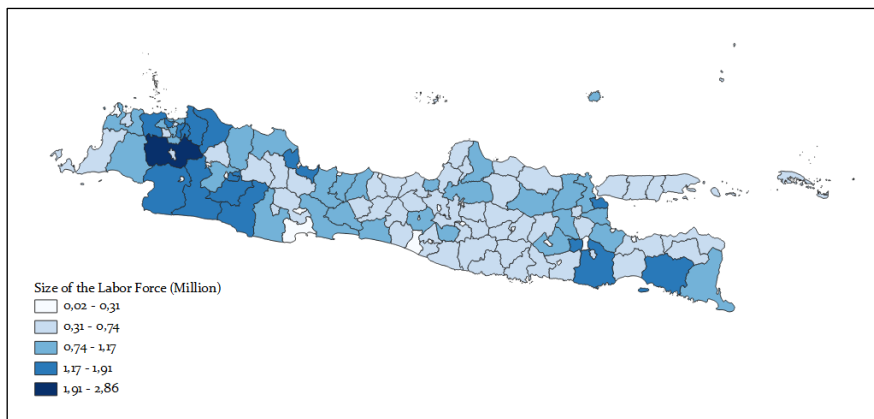 Size of the Labor Force (Million)
0,02 - 0,31
0,31 - 0,74
0,74 - 1,17
1,17 - 1,91
1,91 - 2,86